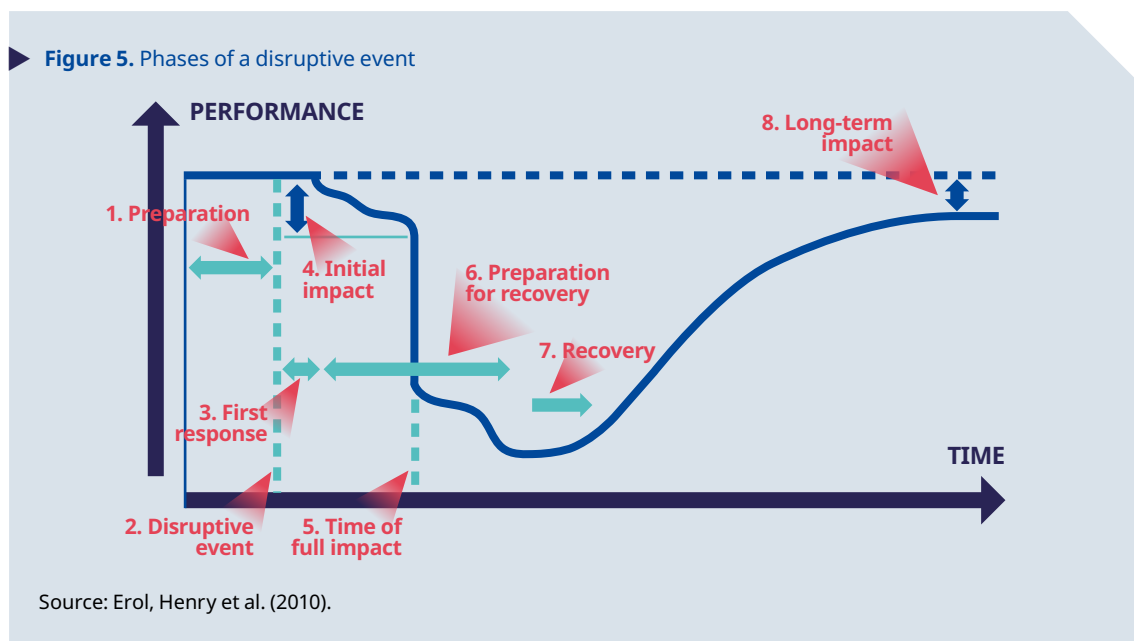 Figure 5. Phases of a disruptive event
PERFORMANCE
8. Long-term
impact
1. Preparation
4. Initial
impact
6. Preparation
for recovery
7. Recovery
3. First
response
TIME
2. Disruptive
event
5. Time of
full impact
Source: Erol, Henry et al. (2010).